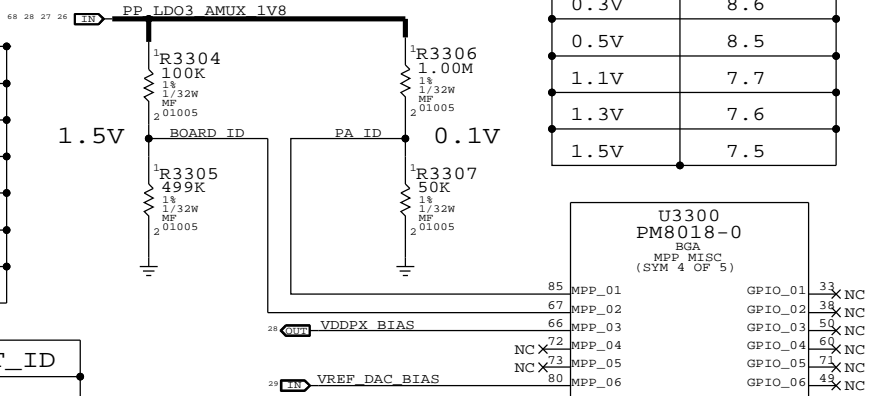 68 28 27 26 IN PP_LDO3_AMUX_1V8
0.3V 8.6
0.5V 8.5
1.1V 7.7
1.3V 7.6
1.5V 7.5
1 R3304
100K
1%
1/32W
MF
2 01005
1 R3306
1.00M
1%
1/32W
MF
2 01005
1.5V BOARD_ID
PA_ID 0.1V
1 R3305
499K
1%
1/32W
MF
2 01005
1 R3307
50K
1%
1/32W
MF
2 01005
U3300
PM8018-0
BGA
MPP MISC
(SYM 4 OF 5)
85 MPP_01 GPIO_01 33 NC
67 MPP_02 GPIO_02 38 NC
28 OUT VDDPX_BIAS 66 MPP_03 GPIO_03 50 NC
NC 72 MPP_04 GPIO_04 60 NC
NC 73 MPP_05 GPIO_05 71 NC
29 IN VREF_DAC_BIAS 80 MPP_06 GPIO_06 49 NC
T_ID